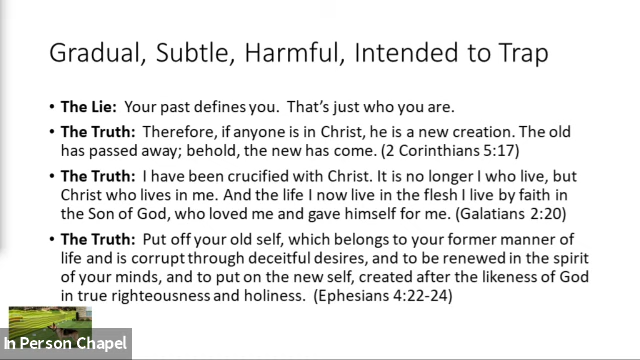 Gradual, Subtle, Harmful, Intended to Trap
• The Lie: Your past defines you. That's just who you are.
• The Truth: Therefore, if anyone is in Christ, he is a new creation. The old
has passed away; behold, the new has come. (2 Corinthians 5:17)
• The Truth: I have been crucified with Christ. It is no longer I who live, but
Christ who lives in me. And the life I now live in the flesh I live by faith in
the Son of God, who loved me and gave himself for me. (Galatians 2:20)
• The Truth: Put off your old self, which belongs to your former manner of
life and is corrupt through deceitful desires, and to be renewed in the spirit
of your minds, and to put on the new self, created after the likeness of God
in true righteousness and holiness. (Ephesians 4:22-24)
In Person Chapel